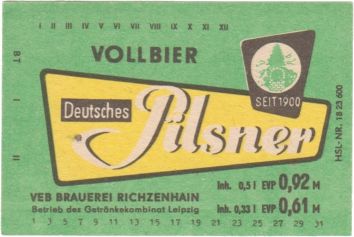 I II III IV V VI VII VIII IX X XI XII
VOLLBIER
SEIT 1900
BT I II
Deutsches
Pilsner
HSL- NR. 18 23 600
VEB BRAUEREI RICHZENHAIN
Betrieb des Getränkekombinat Leipzig
Inh. 0,5 l EVP 0,92 M
Inh. 0,33 l EVP 0,61 M
1 3 5 7 9 11 13 15 17 19 21 23 25 27 29 31